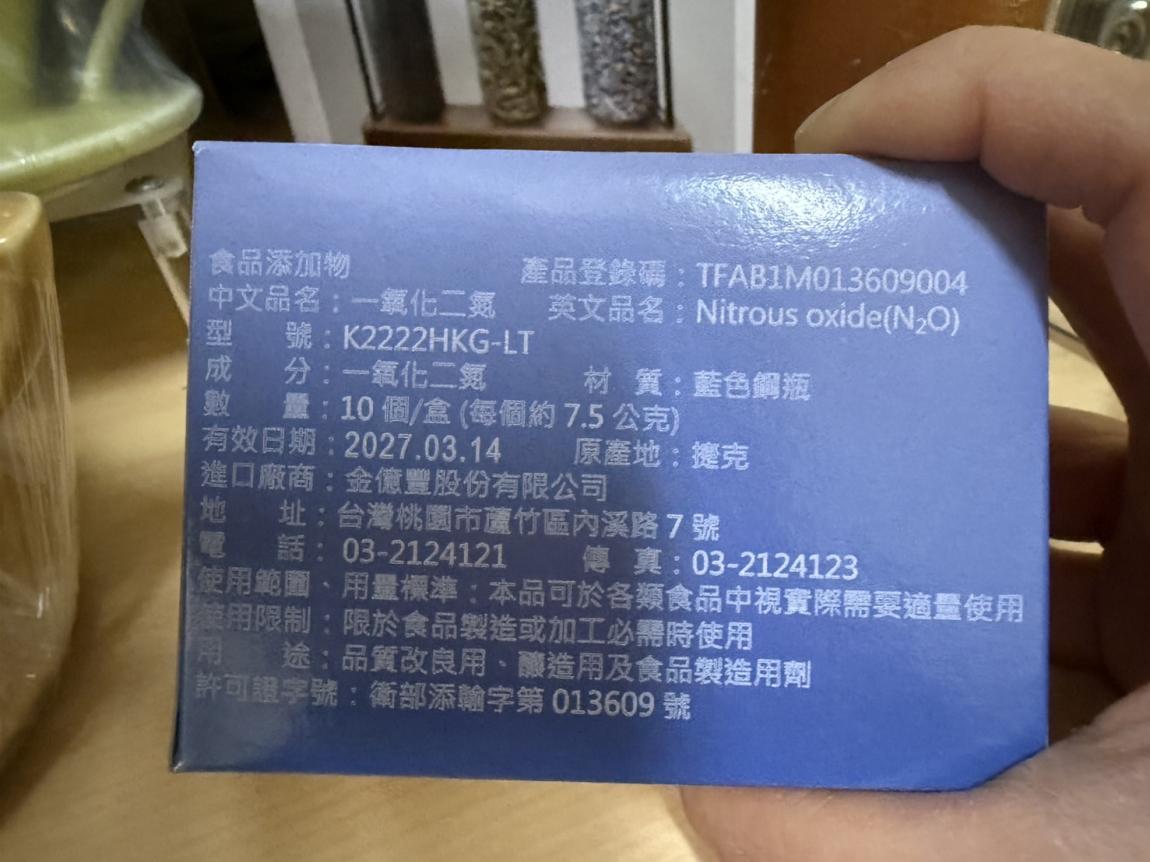 食品添加物 產品登錄碼：TFAB1M013609004
中文品名：一氧化二氮 英文品名：Nitrous oxide(N₂O)
型號：K2222HKG-LT
成分：一氧化二氮 材質：藍色鋼瓶
數量：10 個/盒 (每個約 7.5 公克)
有效日期：2027.03.14 原產地：捷克
進口廠商：金億豐股份有限公司
地址：台灣桃園市蘆竹區內溪路 7 號
電話：03-2124121 傳真：03-2124123
使用範圍、用量標準：本品可於各類食品中視實際需要適量使用
使用限制：限於食品製造或加工必需時使用
用途：品質改良用、釀造用及食品製造用劑
許可證字號：衛部添輸字第 013609 號